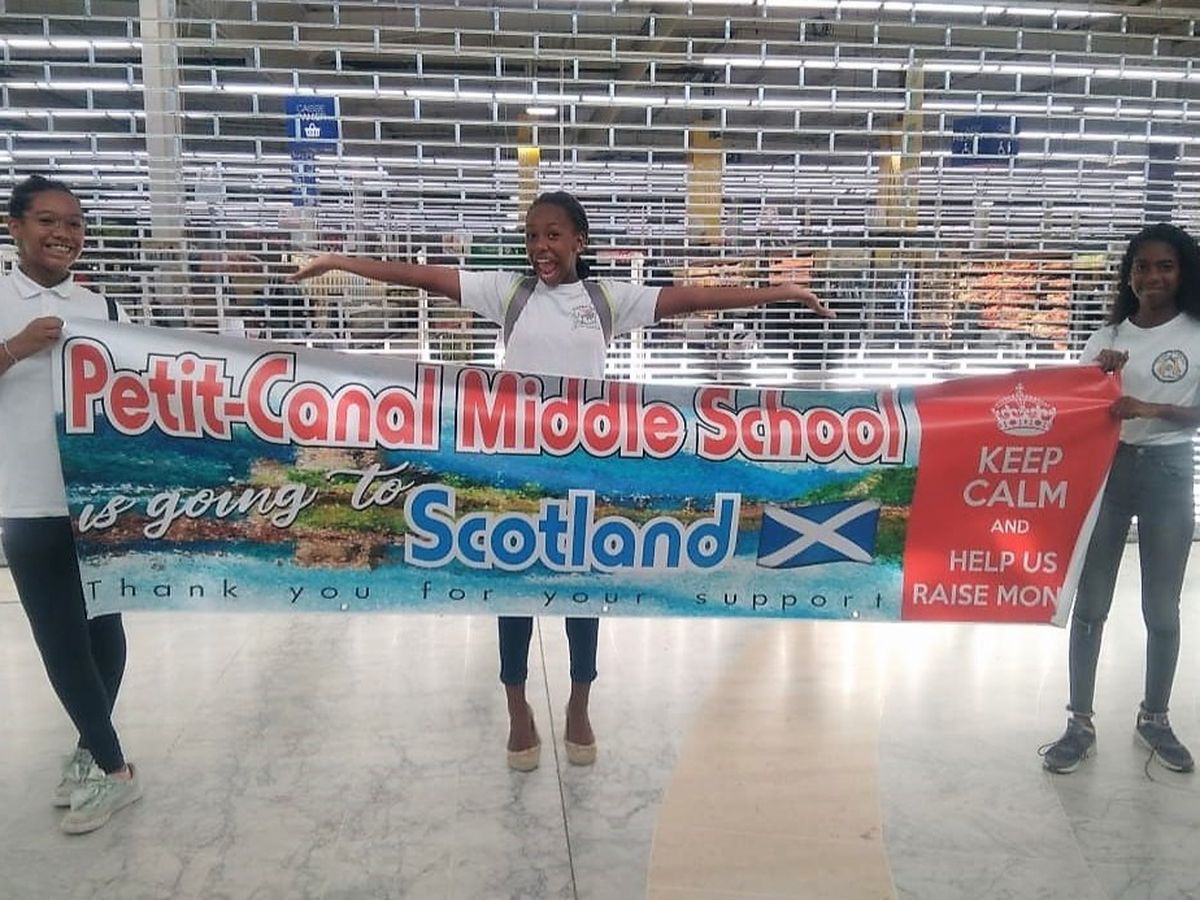 CAISSE
Petit-Canal Middle School
is going to Scotland
Thank you for your support
KEEP
CALM
AND
HELP US
RAISE MON